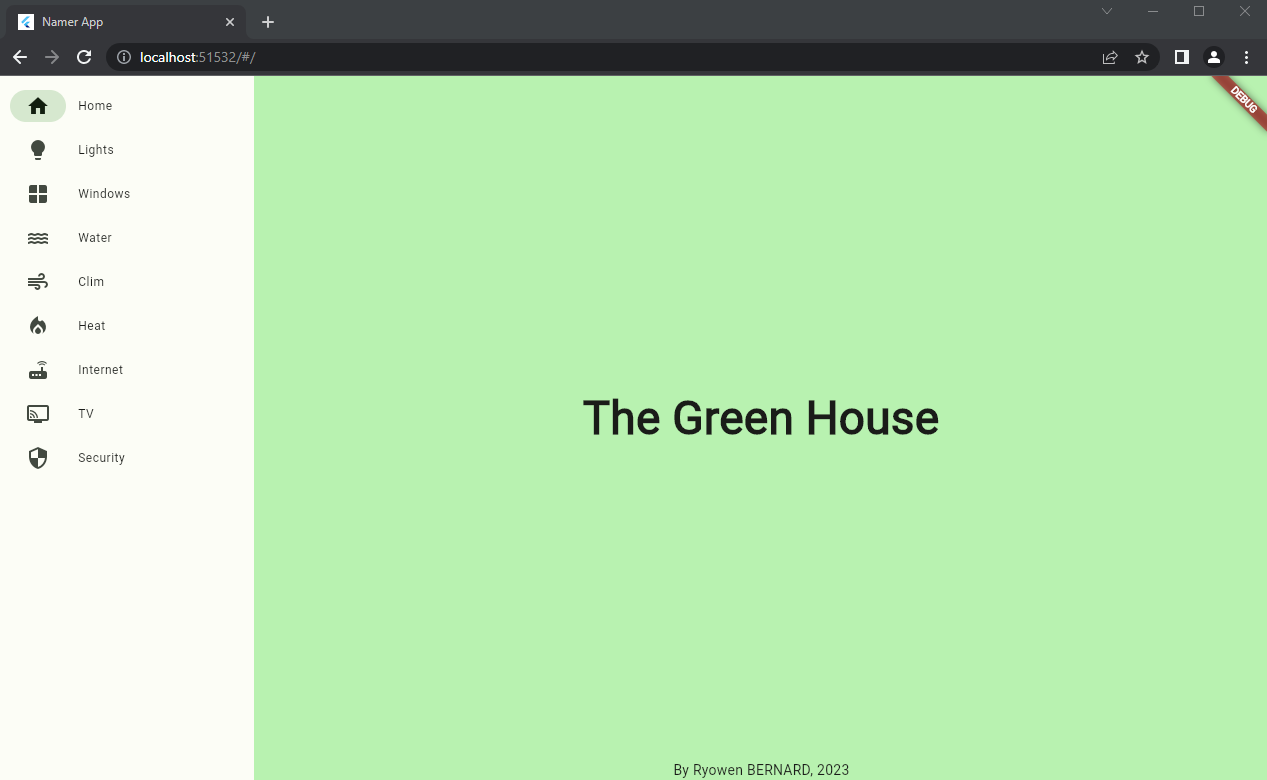 Namer App
localhost:51532/#/
DEBUG
Home
Lights
Windows
Water
Clim
Heat
Internet
TV
Security
The Green House
By Ryowen BERNARD, 2023